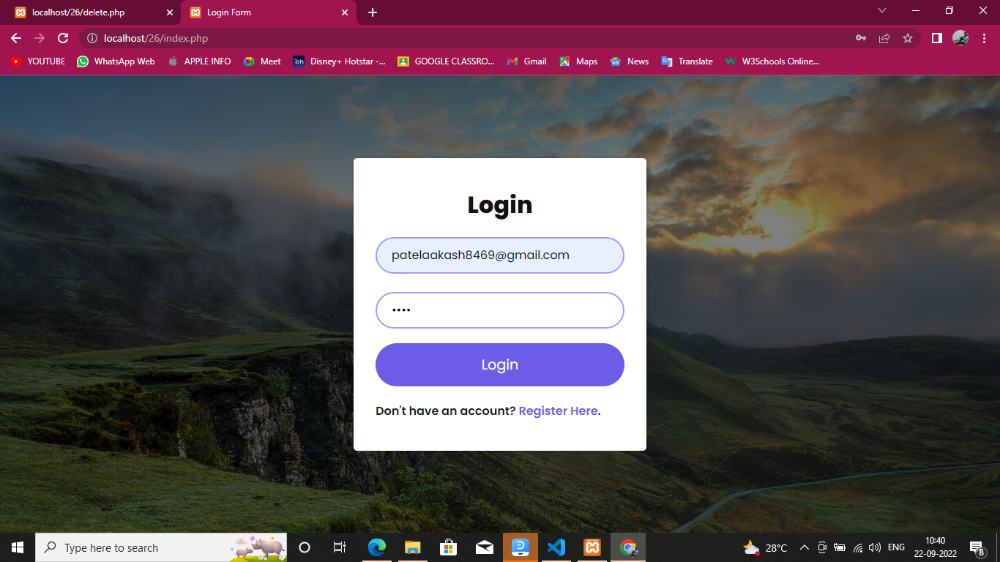 localhost/26/delete.php
Login Form
localhost/26/index.php
YOUTUBE WhatsApp Web APPLE INFO Meet Disney+ Hotstar -... GOOGLE CLASSRO... Gmail Maps News Translate W3Schools Online...
Login
patelaakash8469@gmail.com
••••
Login
Don't have an account? Register Here.
Type here to search
28°C
ENG
10:40
22-09-2022
8